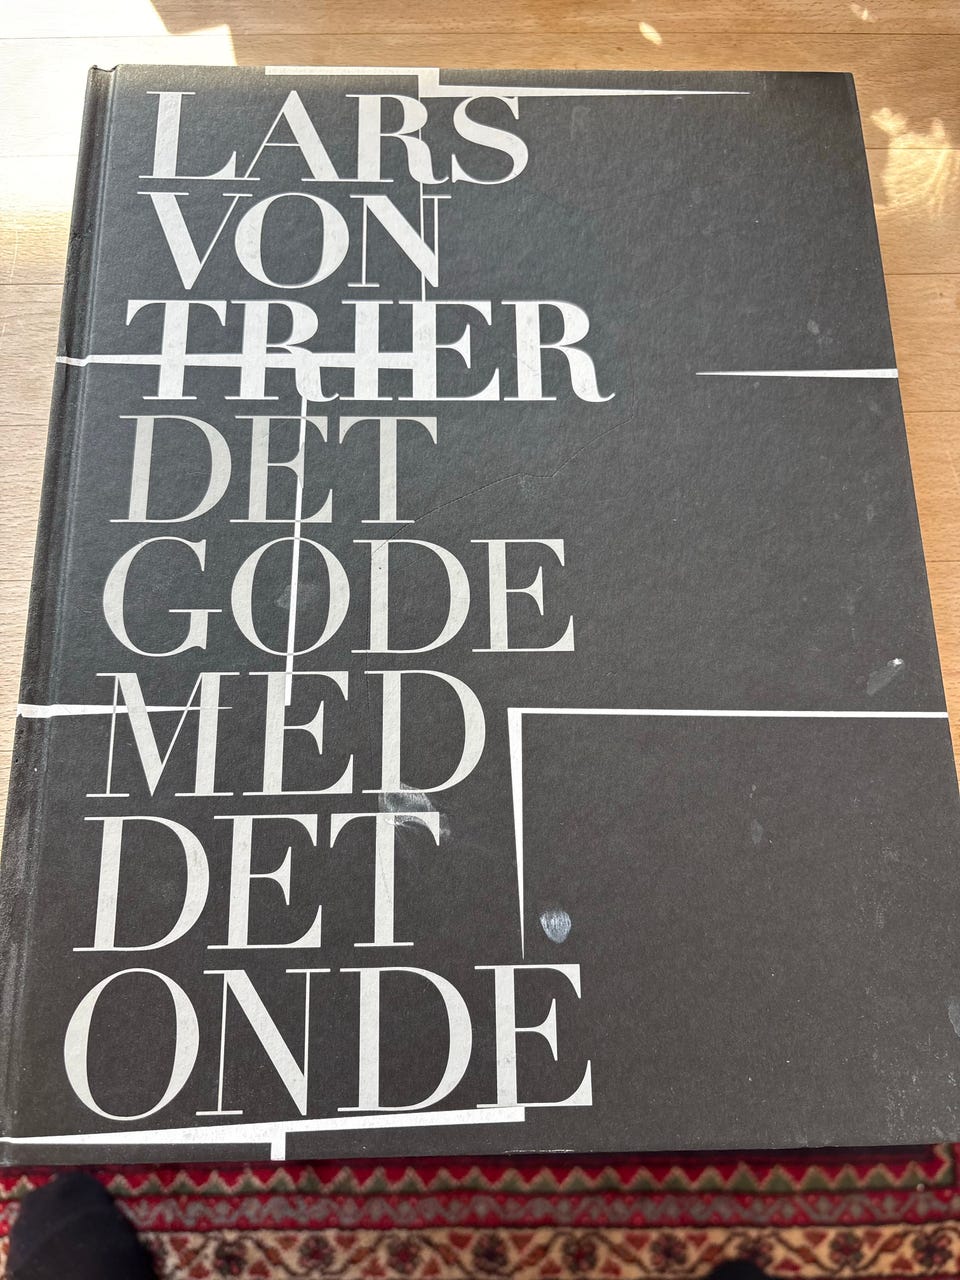 LARS
VON
TRIER
DET
GODE
MED
DET
ONDE